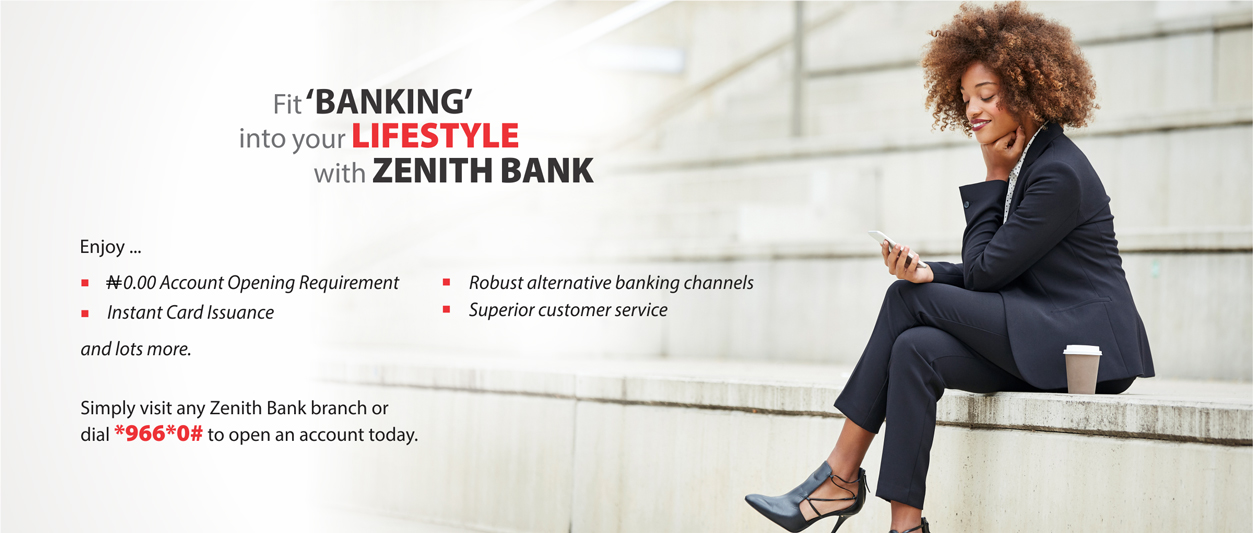 Fit ‘BANKING’
into your LIFESTYLE
with ZENITH BANK
Enjoy ...
₦0.00 Account Opening Requirement
Instant Card Issuance
Robust alternative banking channels
Superior customer service
and lots more.
Simply visit any Zenith Bank branch or
dial *966*0# to open an account today.